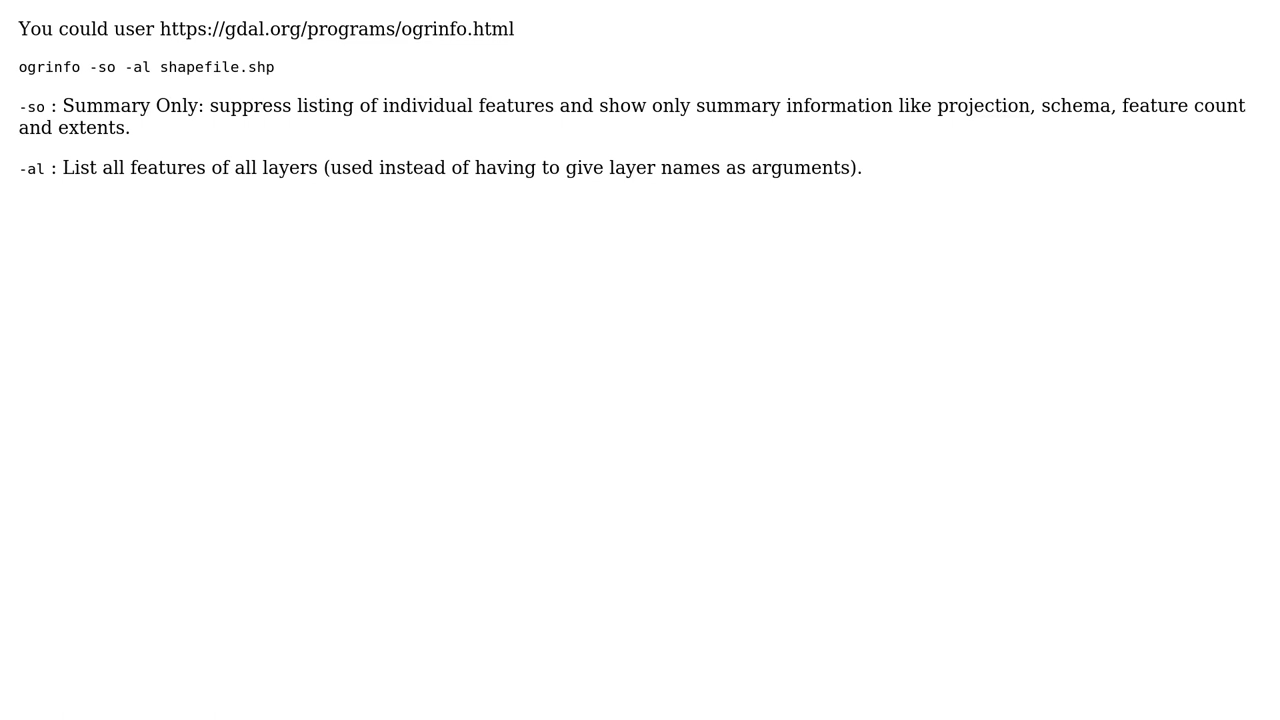 You could user https://gdal.org/programs/ogrinfo.html
ogrinfo -so -al shapefile.shp
-so : Summary Only: suppress listing of individual features and show only summary information like projection, schema, feature count
and extents.
-al : List all features of all layers (used instead of having to give layer names as arguments).